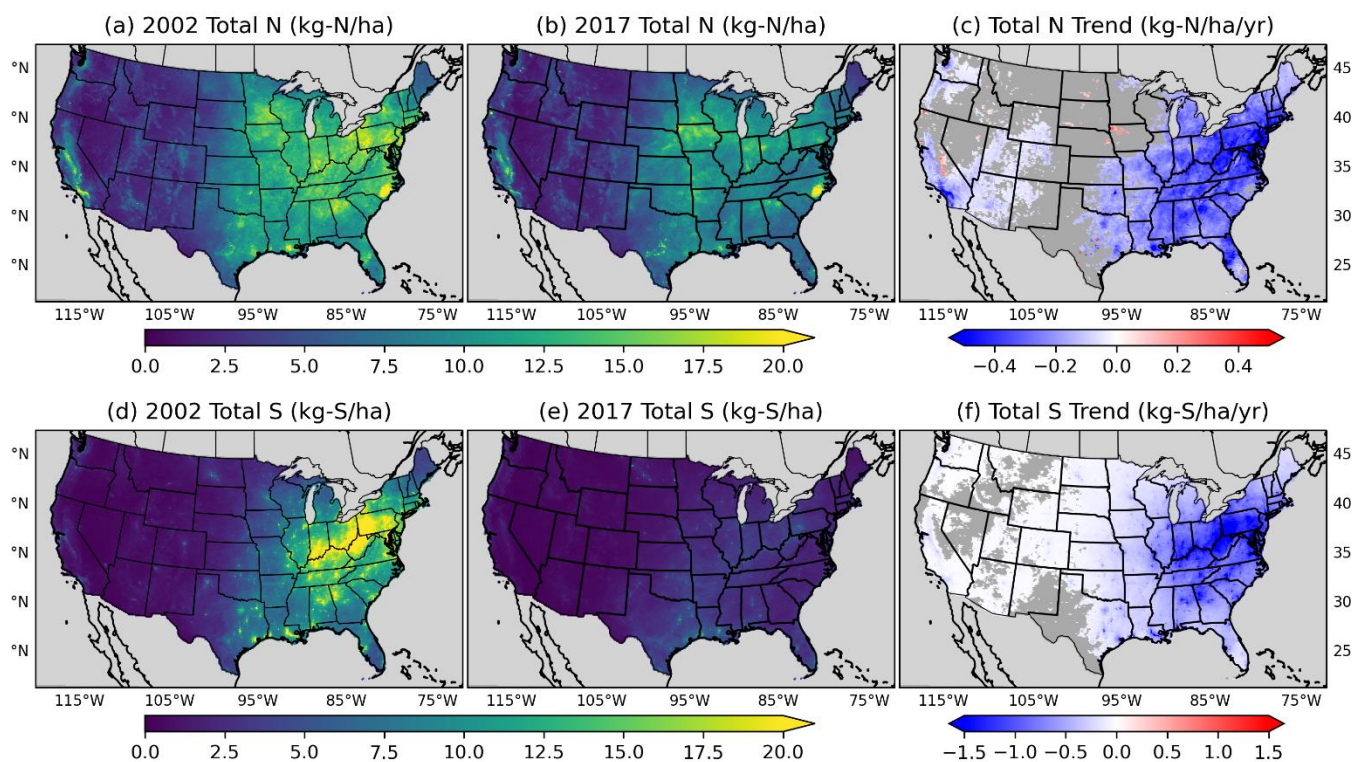 (a) 2002 Total N (kg-N/ha) (b) 2017 Total N (kg-N/ha) (c) Total N Trend (kg-N/ha/yr)
°N 45
°N 40
°N 35
°N 30
°N 25
115°W 105°W 95°W 85°W 75°W 115°W 105°W 95°W 85°W 75°W 115°W 105°W 95°W 85°W 75°W
0.0 2.5 5.0 7.5 10.0 12.5 15.0 17.5 20.0 −0.4 −0.2 0.0 0.2 0.4
(d) 2002 Total S (kg-S/ha) (e) 2017 Total S (kg-S/ha) (f) Total S Trend (kg-S/ha/yr)
°N 45
°N 40
°N 35
°N 30
°N 25
115°W 105°W 95°W 85°W 75°W 115°W 105°W 95°W 85°W 75°W 115°W 105°W 95°W 85°W 75°W
0.0 2.5 5.0 7.5 10.0 12.5 15.0 17.5 20.0 −1.5 −1.0 −0.5 0.0 0.5 1.0 1.5